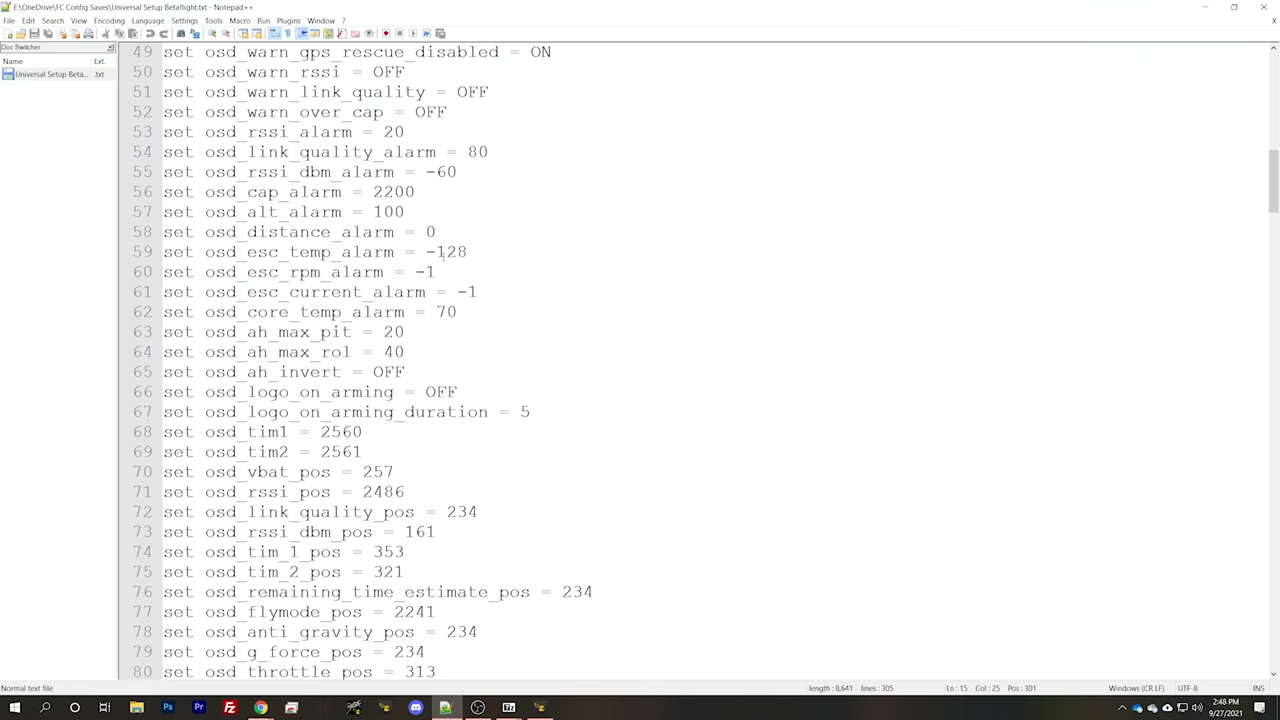 E:\OneDrive\FC Config Saves\Universal Setup Betaflight.txt - Notepad++
File Edit Search View Encoding Language Settings Tools Macro Run Plugins Window ?
Doc Switcher
Name Ext.
Universal Setup Beta... .txt
49 set osd_warn_gps_rescue_disabled = ON
50 set osd_warn_rssi = OFF
51 set osd_warn_link_quality = OFF
52 set osd_warn_over_cap = OFF
53 set osd_rssi_alarm = 20
54 set osd_link_quality_alarm = 80
55 set osd_rssi_dbm_alarm = -60
56 set osd_cap_alarm = 2200
57 set osd_alt_alarm = 100
58 set osd_distance_alarm = 0
59 set osd_esc_temp_alarm = -128
60 set osd_esc_rpm_alarm = -1
61 set osd_esc_current_alarm = -1
62 set osd_core_temp_alarm = 70
63 set osd_ah_max_pit = 20
64 set osd_ah_max_rol = 40
65 set osd_ah_invert = OFF
66 set osd_logo_on_arming = OFF
67 set osd_logo_on_arming_duration = 5
68 set osd_tim1 = 2560
69 set osd_tim2 = 2561
70 set osd_vbat_pos = 257
71 set osd_rssi_pos = 2486
72 set osd_link_quality_pos = 234
73 set osd_rssi_dbm_pos = 161
74 set osd_tim_1_pos = 353
75 set osd_tim_2_pos = 321
76 set osd_remaining_time_estimate_pos = 234
77 set osd_flymode_pos = 2241
78 set osd_anti_gravity_pos = 234
79 set osd_g_force_pos = 234
80 set osd_throttle_pos = 313
Normal text file length : 8,641 lines : 305 Ln : 15 Col : 25 Pos : 301 Windows (CR LF) UTF-8 INS
2:48 PM
9/27/2021